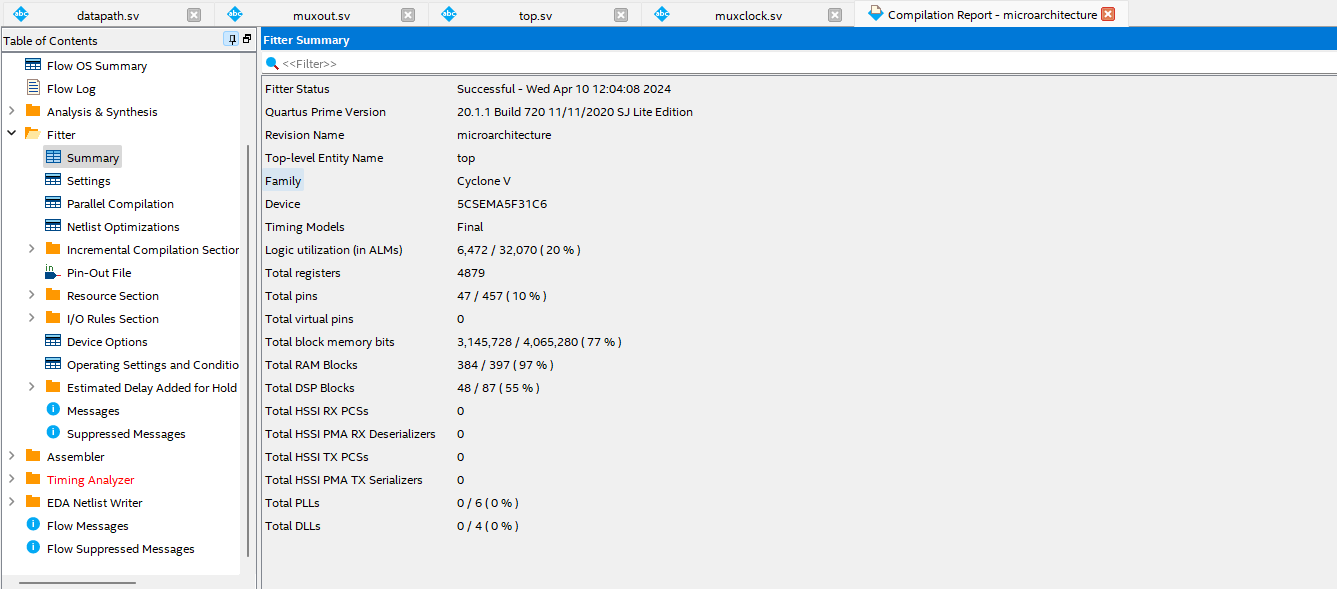 datapath.sv
muxout.sv
top.sv
muxclock.sv
Compilation Report - microarchitecture
Table of Contents
Flow OS Summary
Flow Log
Analysis & Synthesis
Fitter
Summary
Settings
Parallel Compilation
Netlist Optimizations
Incremental Compilation Section
Pin-Out File
Resource Section
I/O Rules Section
Device Options
Operating Settings and Conditio
Estimated Delay Added for Hold
Messages
Suppressed Messages
Assembler
Timing Analyzer
EDA Netlist Writer
Flow Messages
Flow Suppressed Messages
Fitter Summary
<<Filter>>
Fitter Status Successful - Wed Apr 10 12:04:08 2024
Quartus Prime Version 20.1.1 Build 720 11/11/2020 SJ Lite Edition
Revision Name microarchitecture
Top-level Entity Name top
Family Cyclone V
Device 5CSEMA5F31C6
Timing Models Final
Logic utilization (in ALMs) 6,472 / 32,070 ( 20 % )
Total registers 4879
Total pins 47 / 457 ( 10 % )
Total virtual pins 0
Total block memory bits 3,145,728 / 4,065,280 ( 77 % )
Total RAM Blocks 384 / 397 ( 97 % )
Total DSP Blocks 48 / 87 ( 55 % )
Total HSSI RX PCSs 0
Total HSSI PMA RX Deserializers 0
Total HSSI TX PCSs 0
Total HSSI PMA TX Serializers 0
Total PLLs 0 / 6 ( 0 % )
Total DLLs 0 / 4 ( 0 % )